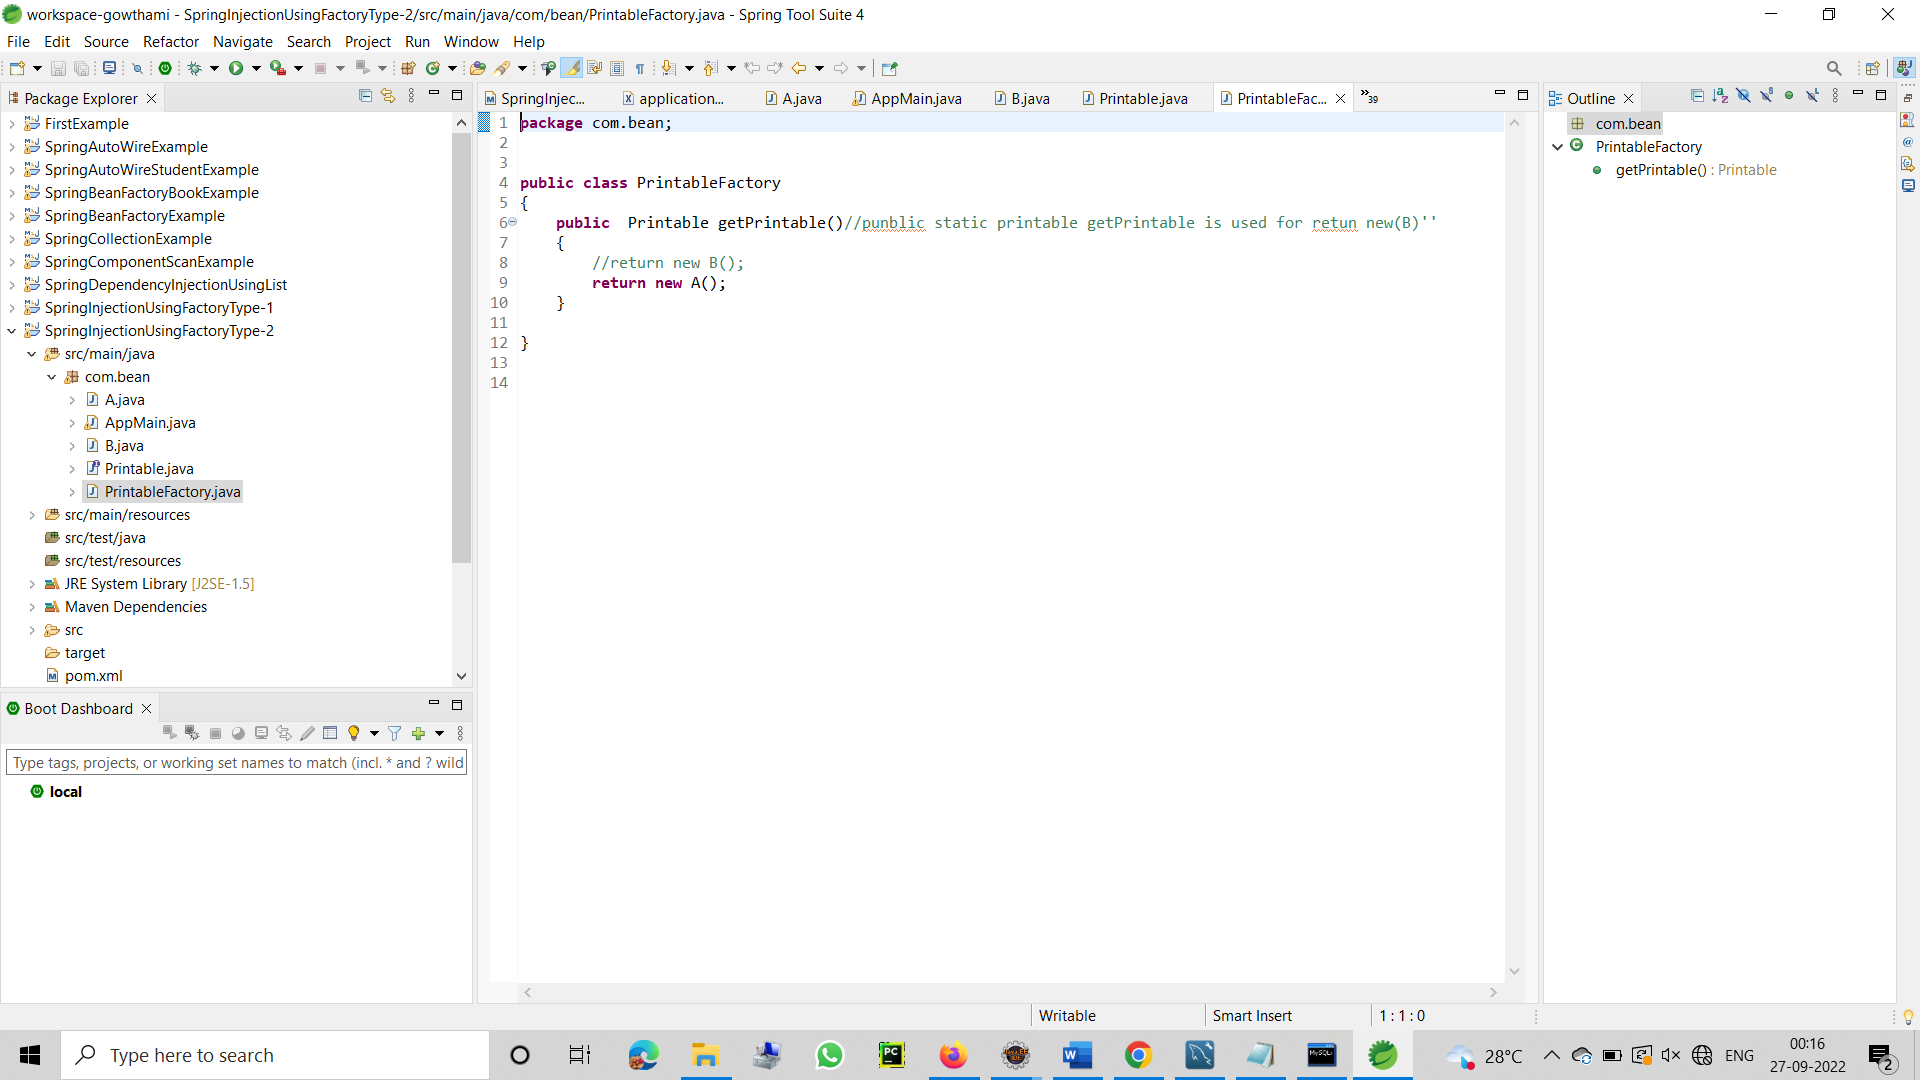 workspace-gowthami - SpringInjectionUsingFactoryType-2/src/main/java/com/bean/PrintableFactory.java - Spring Tool Suite 4
File Edit Source Refactor Navigate Search Project Run Window Help
Package Explorer
FirstExample
SpringAutoWireExample
SpringAutoWireStudentExample
SpringBeanFactoryBookExample
SpringBeanFactoryExample
SpringCollectionExample
SpringComponentScanExample
SpringDependencyInjectionUsingList
SpringInjectionUsingFactoryType-1
SpringInjectionUsingFactoryType-2
src/main/java
com.bean
A.java
AppMain.java
B.java
Printable.java
PrintableFactory.java
src/main/resources
src/test/java
src/test/resources
JRE System Library [J2SE-1.5]
Maven Dependencies
src
target
pom.xml
Boot Dashboard
Type tags, projects, or working set names to match (incl. * and ? wild
local
SpringInjec... application... A.java AppMain.java B.java Printable.java PrintableFac... »39
1 package com.bean;
2
3
4 public class PrintableFactory
5 {
6 public  Printable getPrintable()//punblic static printable getPrintable is used for retun new(B)''
7 {
8 //return new B();
9 return new A();
10 }
11
12 }
13
14
Outline
com.bean
PrintableFactory
getPrintable() : Printable
Writable Smart Insert 1 : 1 : 0
Type here to search
PC
Java EE IDE
W
MySQL
28°C
ENG
00:16
27-09-2022
2